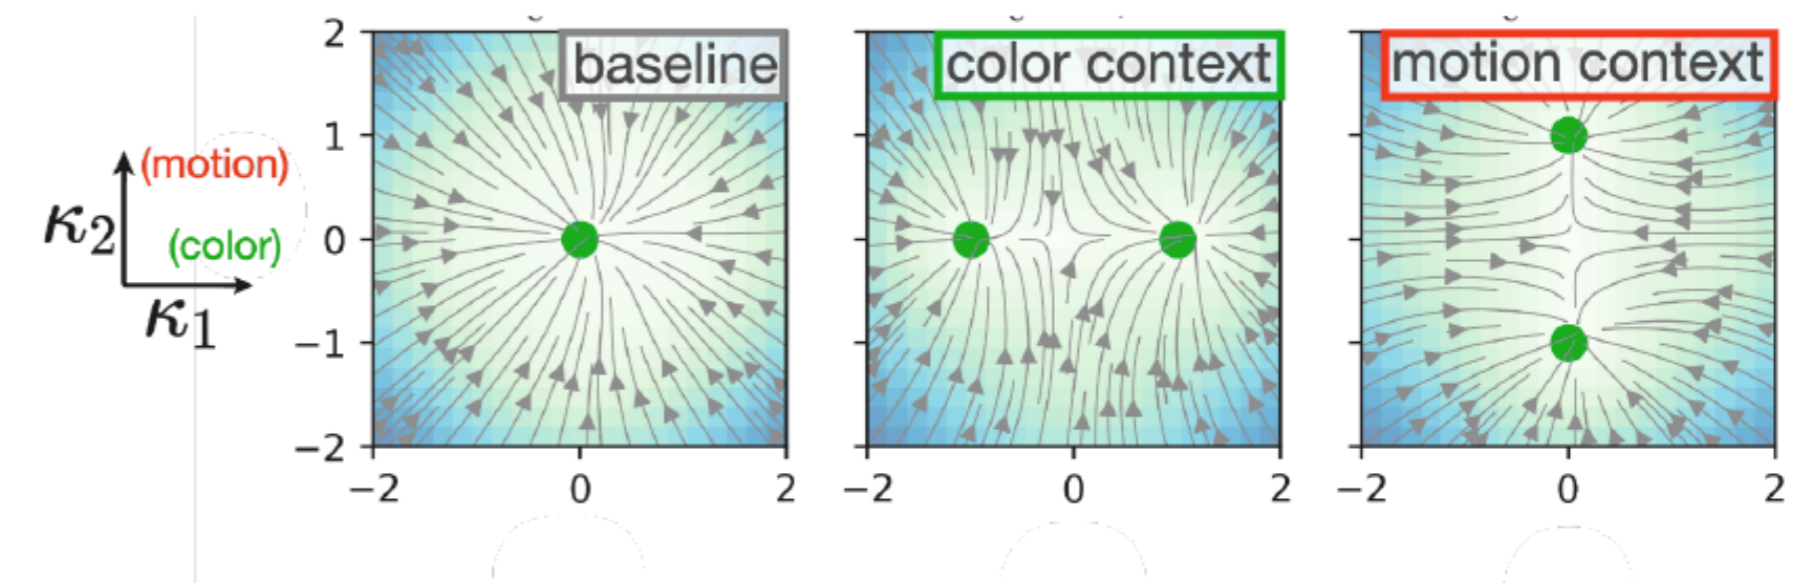 baseline
color context
motion context
2
1
0
−1
−2
(motion)
(color)
κ2
κ1
−2 0 2
−2 0 2
−2 0 2